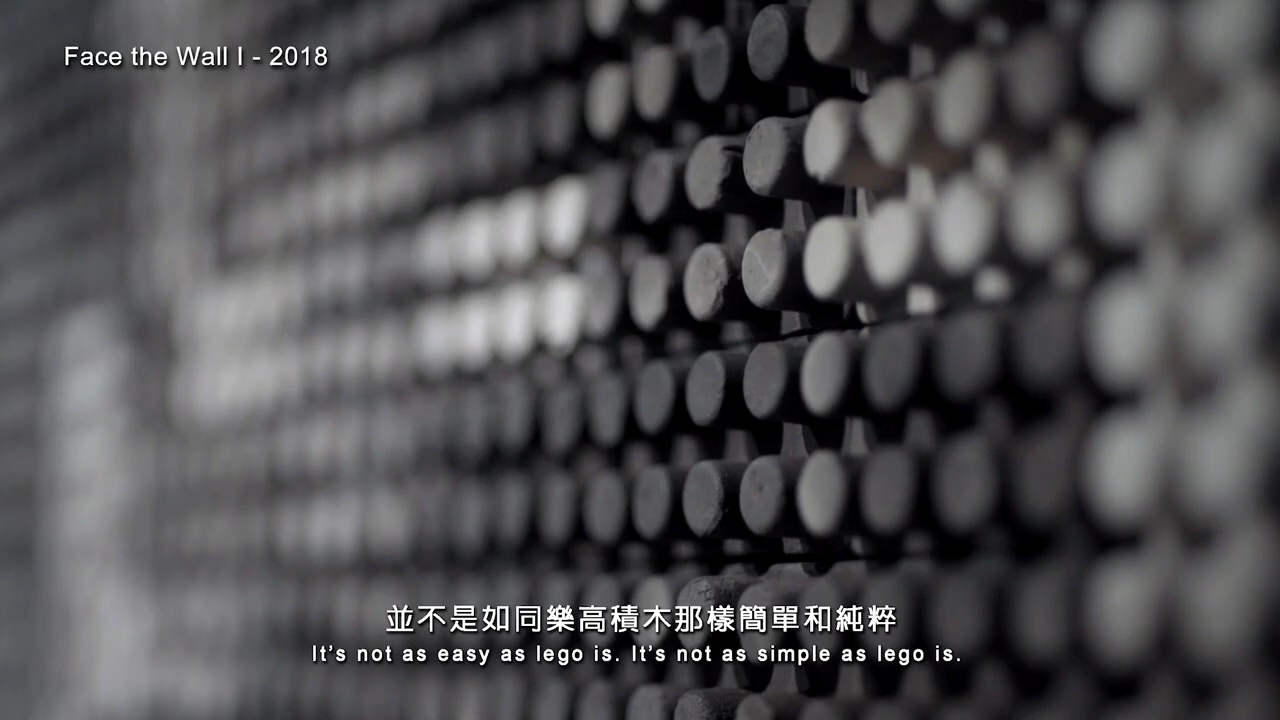 Face the Wall I - 2018
並不是如同樂高積木那樣簡單和純粹
It's not as easy as lego is. It's not as simple as lego is.